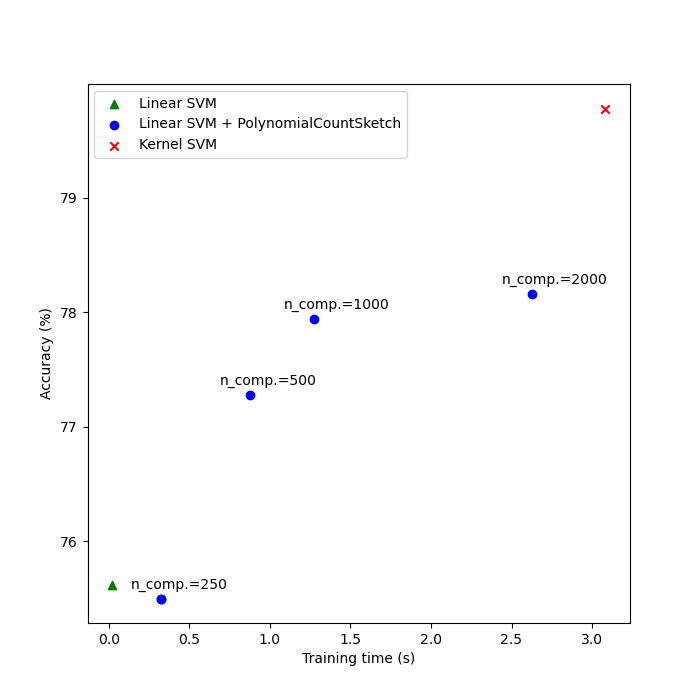 Linear SVM
Linear SVM + PolynomialCountSketch
Kernel SVM
79
n_comp.=2000
78
n_comp.=1000
n_comp.=500
77
76
n_comp.=250
Accuracy (%)
0.0 0.5 1.0 1.5 2.0 2.5 3.0
Training time (s)